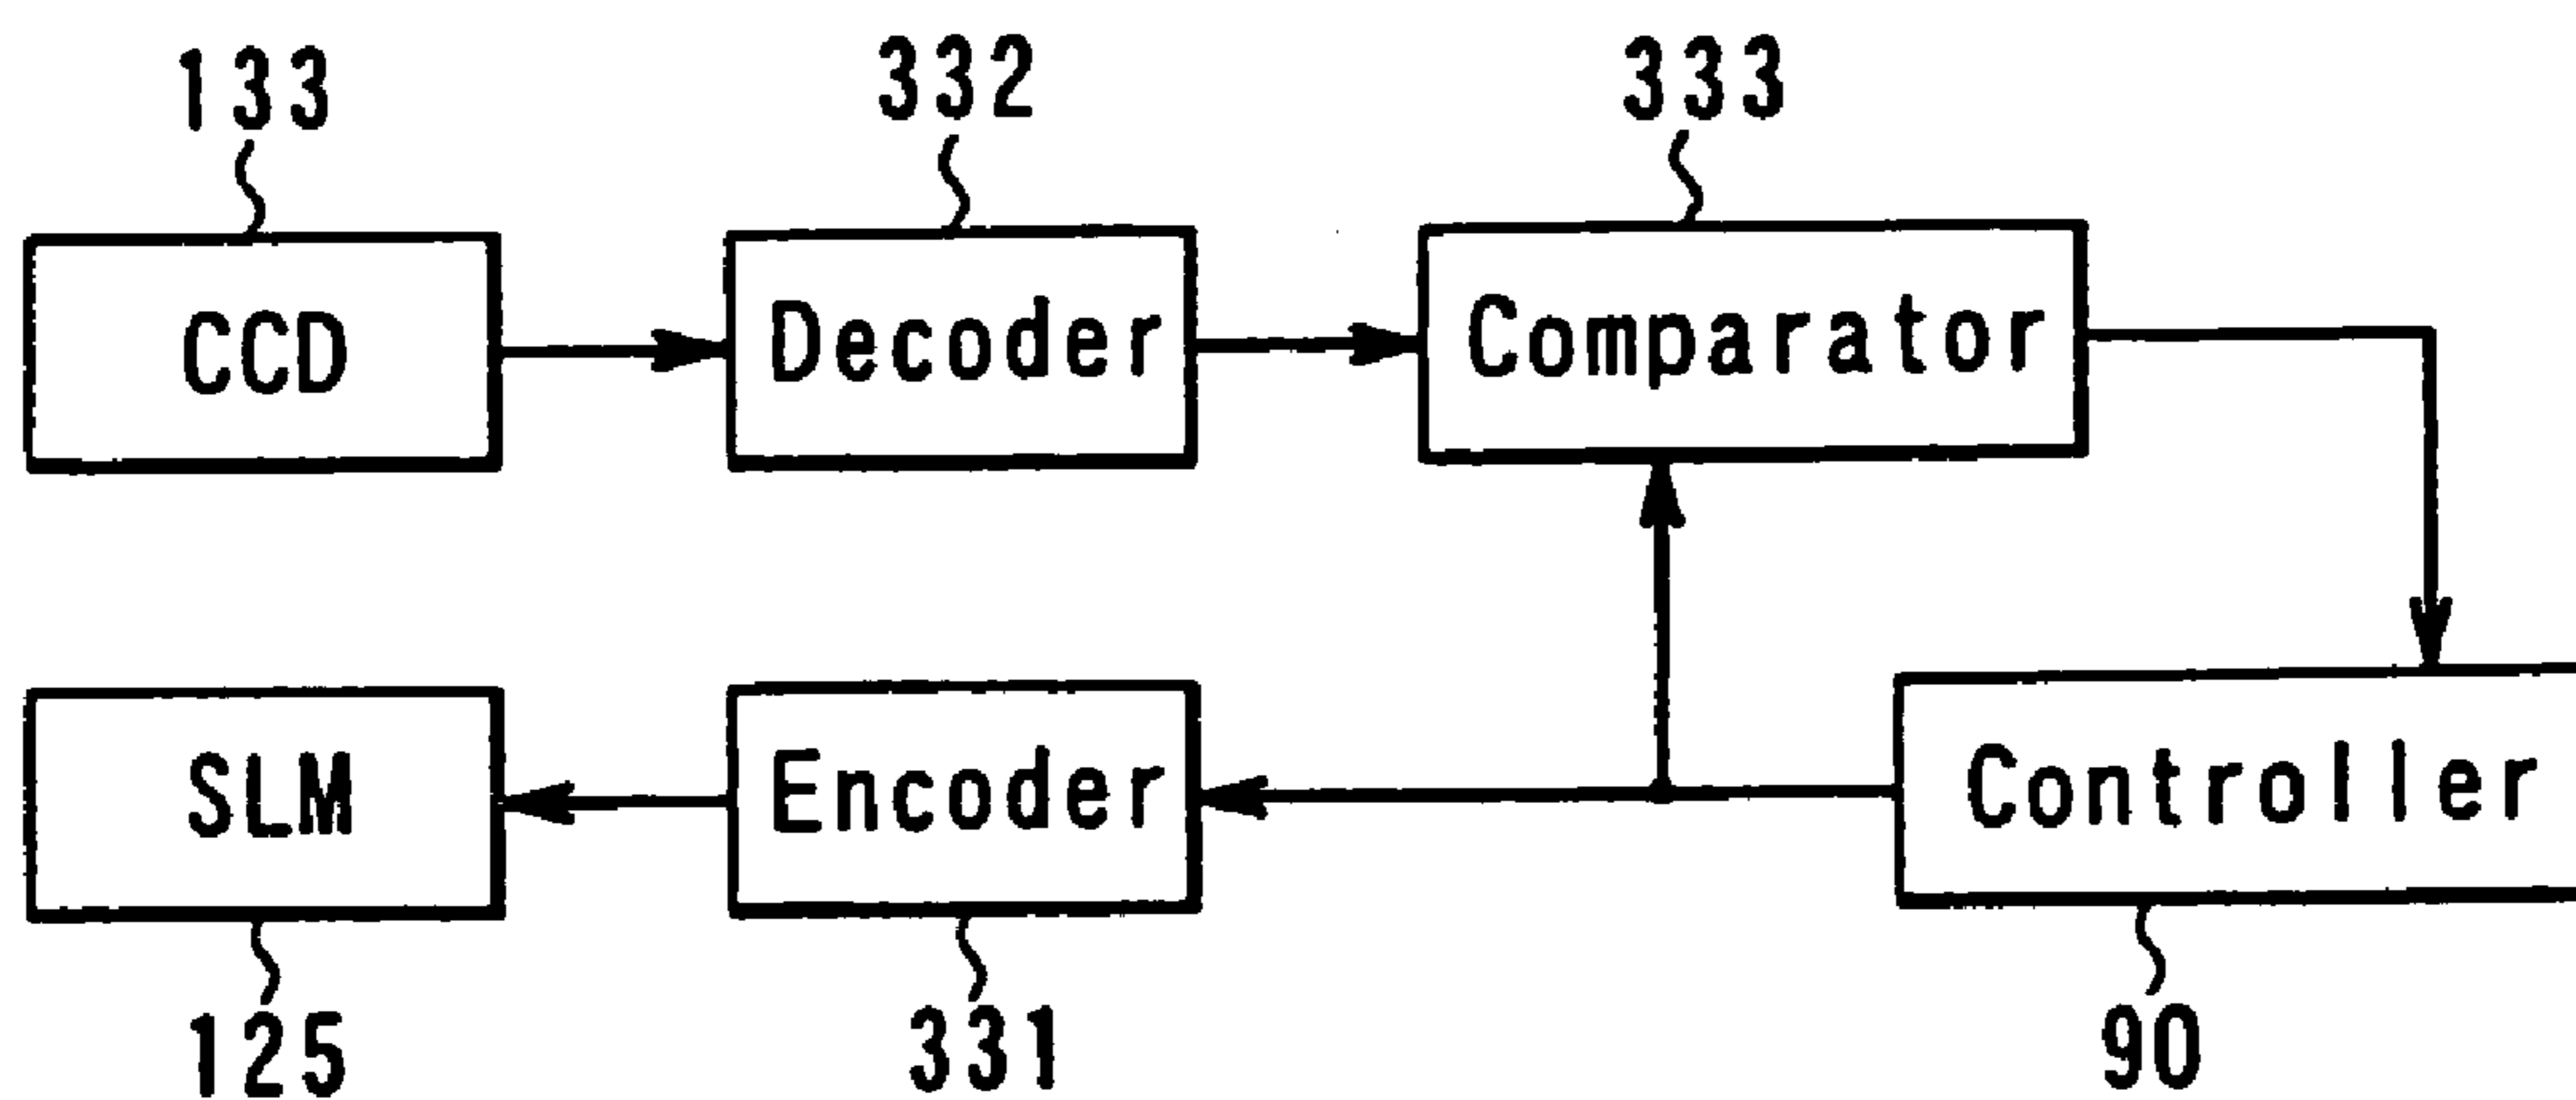 133 332 333
CCD Decoder Comparator
SLM Encoder Controller
125 331 90